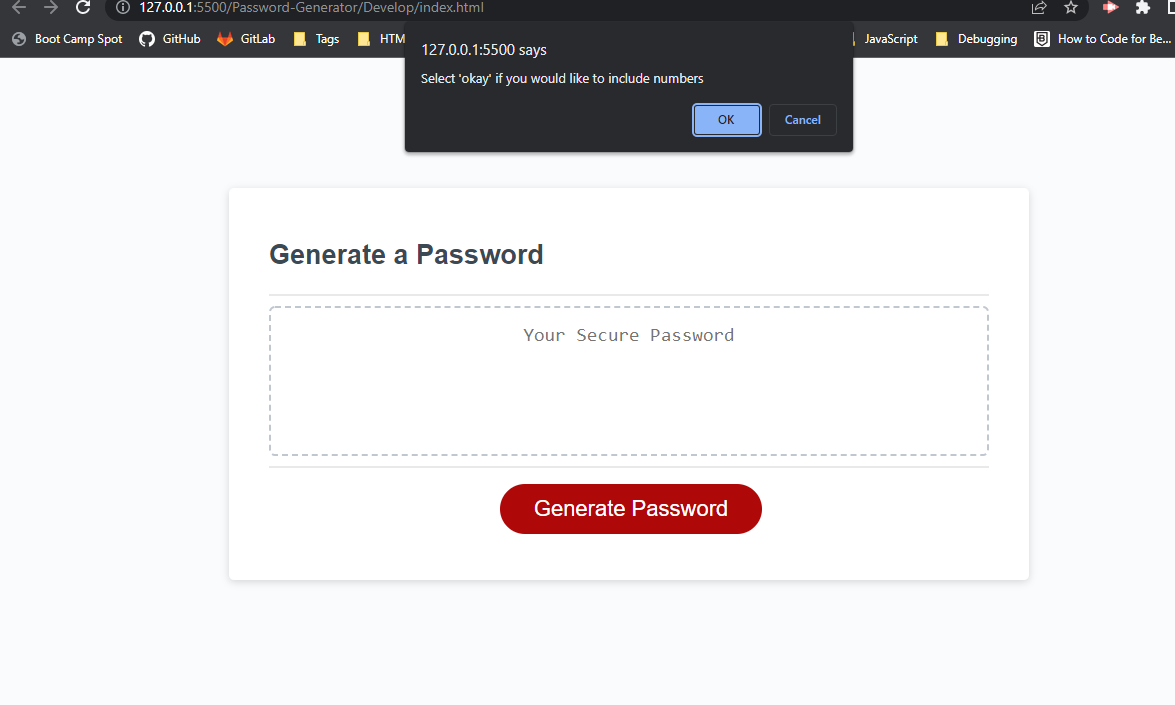 127.0.0.1:5500/Password-Generator/Develop/index.html
Boot Camp Spot GitHub GitLab Tags HTM JavaScript Debugging How to Code for Be...
127.0.0.1:5500 says
Select 'okay' if you would like to include numbers
OK Cancel
Generate a Password
Your Secure Password
Generate Password